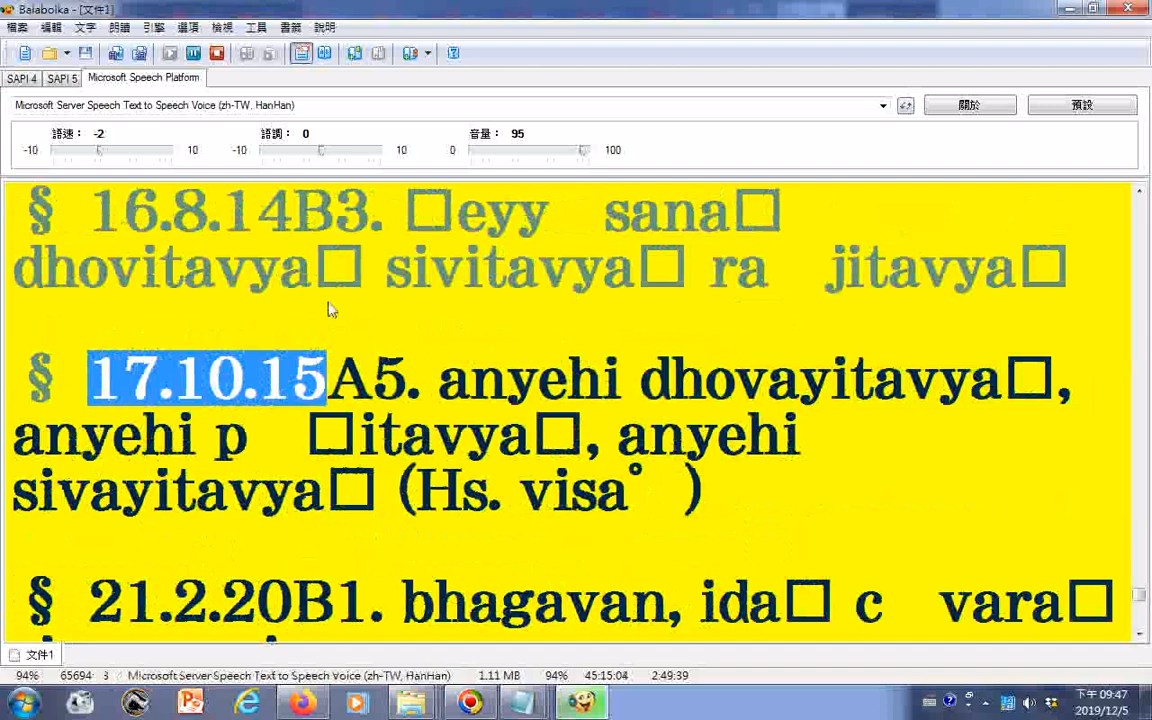 Balabolka - [文件1]
檔案 編輯 文字 朗讀 引擎 選項 檢視 工具 書籤 說明
SAPI 4 SAPI 5 Microsoft Speech Platform
Microsoft Server Speech Text to Speech Voice (zh-TW, HanHan) 關於 預設
語速： -2 語調： 0 音量： 95
-10 10 -10 10 0 100
§ 16.8.14B3. □eyy sana□
dhovitavya□ sivitavya□ ra jitavya□
§ 17.10.15A5. anyehi dhovayitavya□,
anyehi p □itavya□, anyehi
sivayitavya□ (Hs. visa° )
§ 21.2.20B1. bhagavan, ida□ c vara□
文件1
94% 65694 3 Microsoft Server Speech Text to Speech Voice (zh-TW, HanHan) 1.11 MB 94% 45:15:04 2:49:39
下午 09:47
2019/12/5